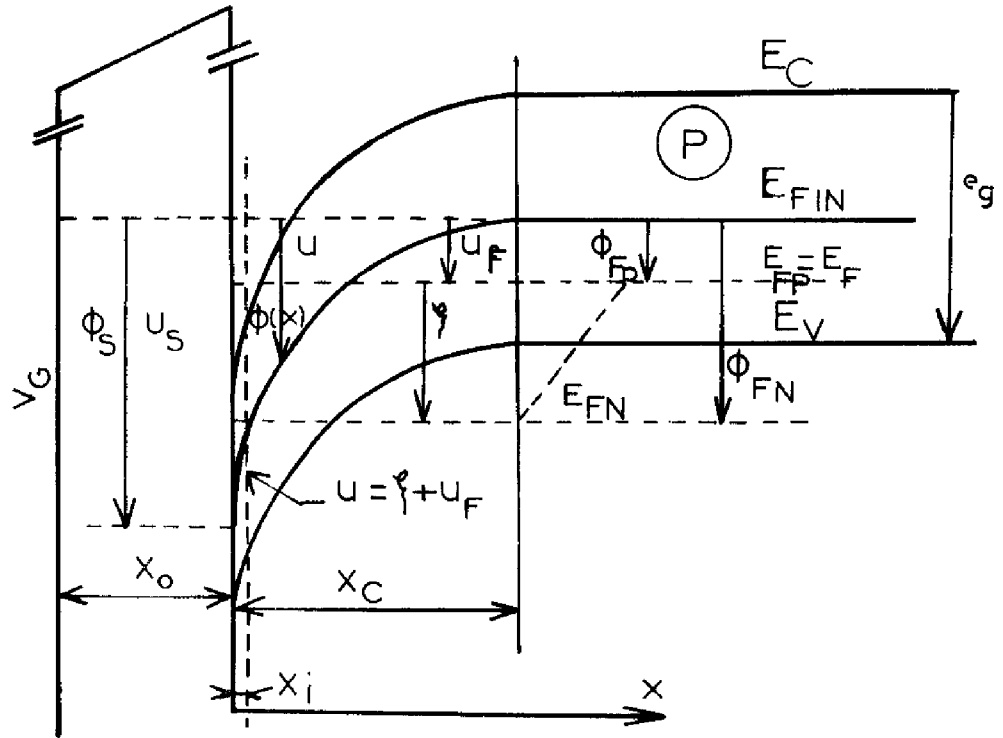 E_C
P
e_g
E_FIN
u
u_F
ϕ_Fp
E_FP = E_F
ϕ_S
u_S
ϕ(x)
ξ
E_V
V_G
ϕ_FN
E_FN
u = ξ + u_F
x_o
x_C
x_i
x